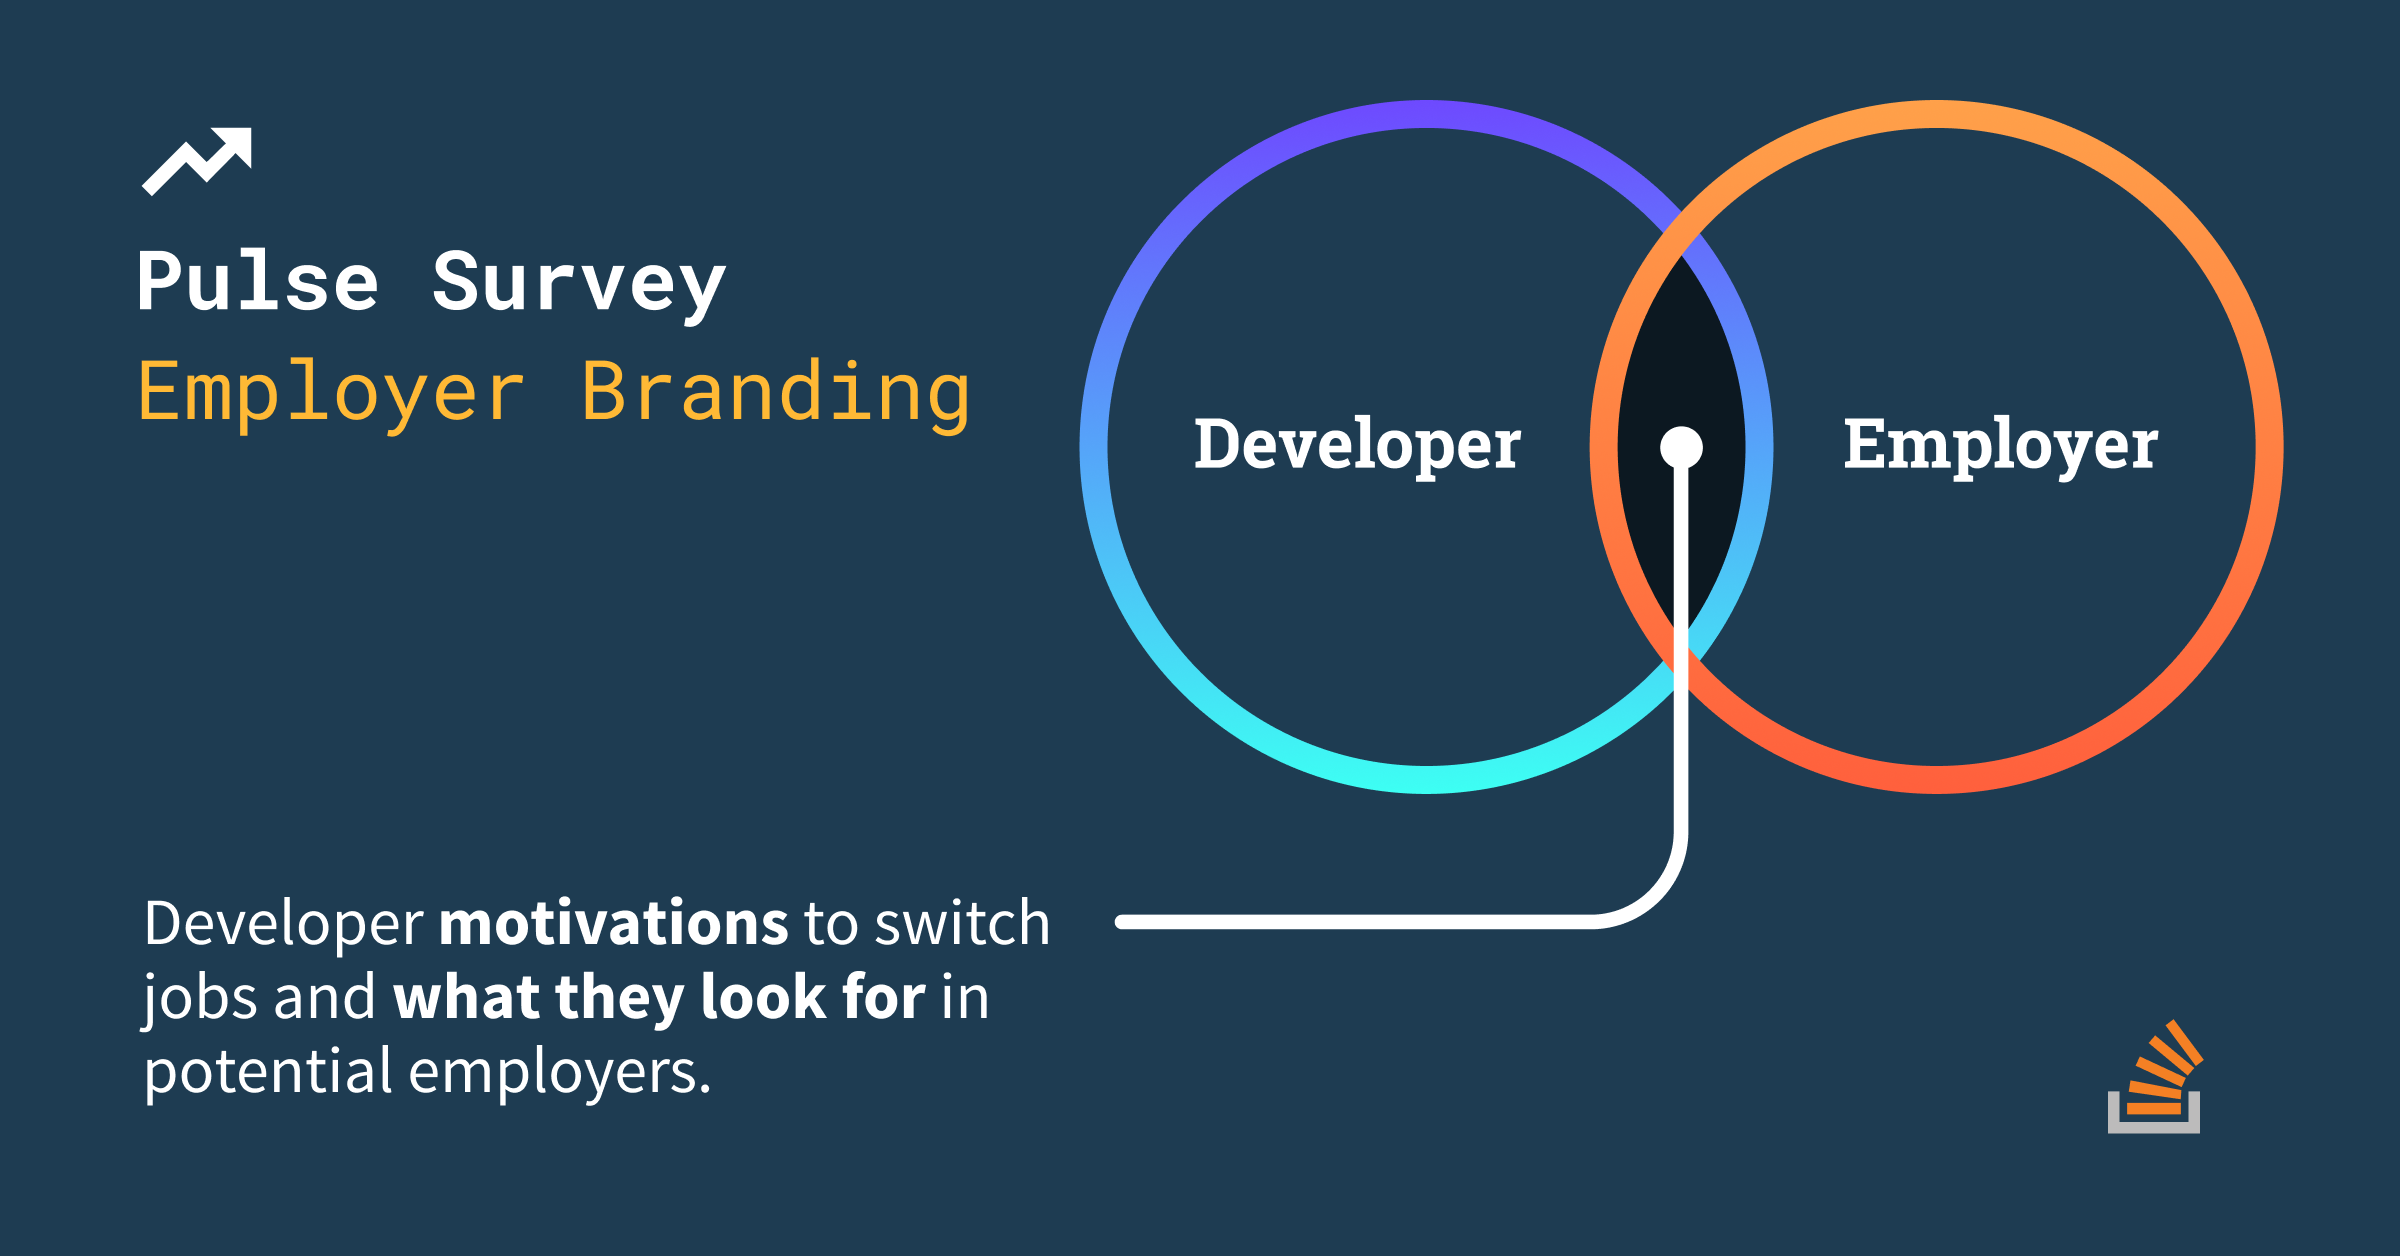 Pulse Survey
Employer Branding
Developer
Employer
Developer motivations to switch
jobs and what they look for in
potential employers.